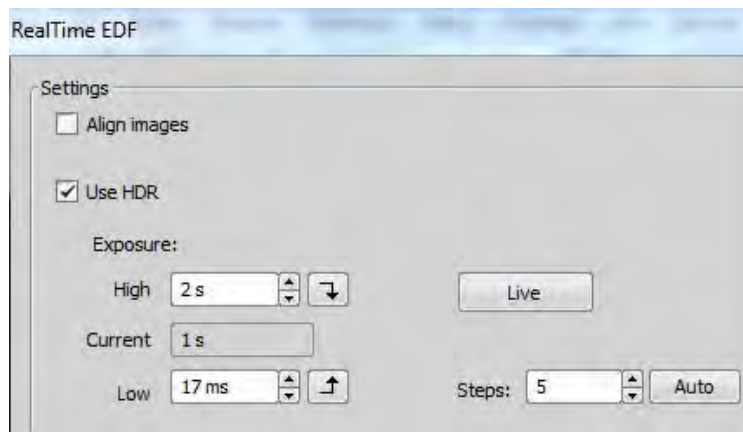 RealTime EDF
Settings
Align images
Use HDR
Exposure:
High 2 s Live
Current 1 s
Low 17 ms Steps: 5 Auto